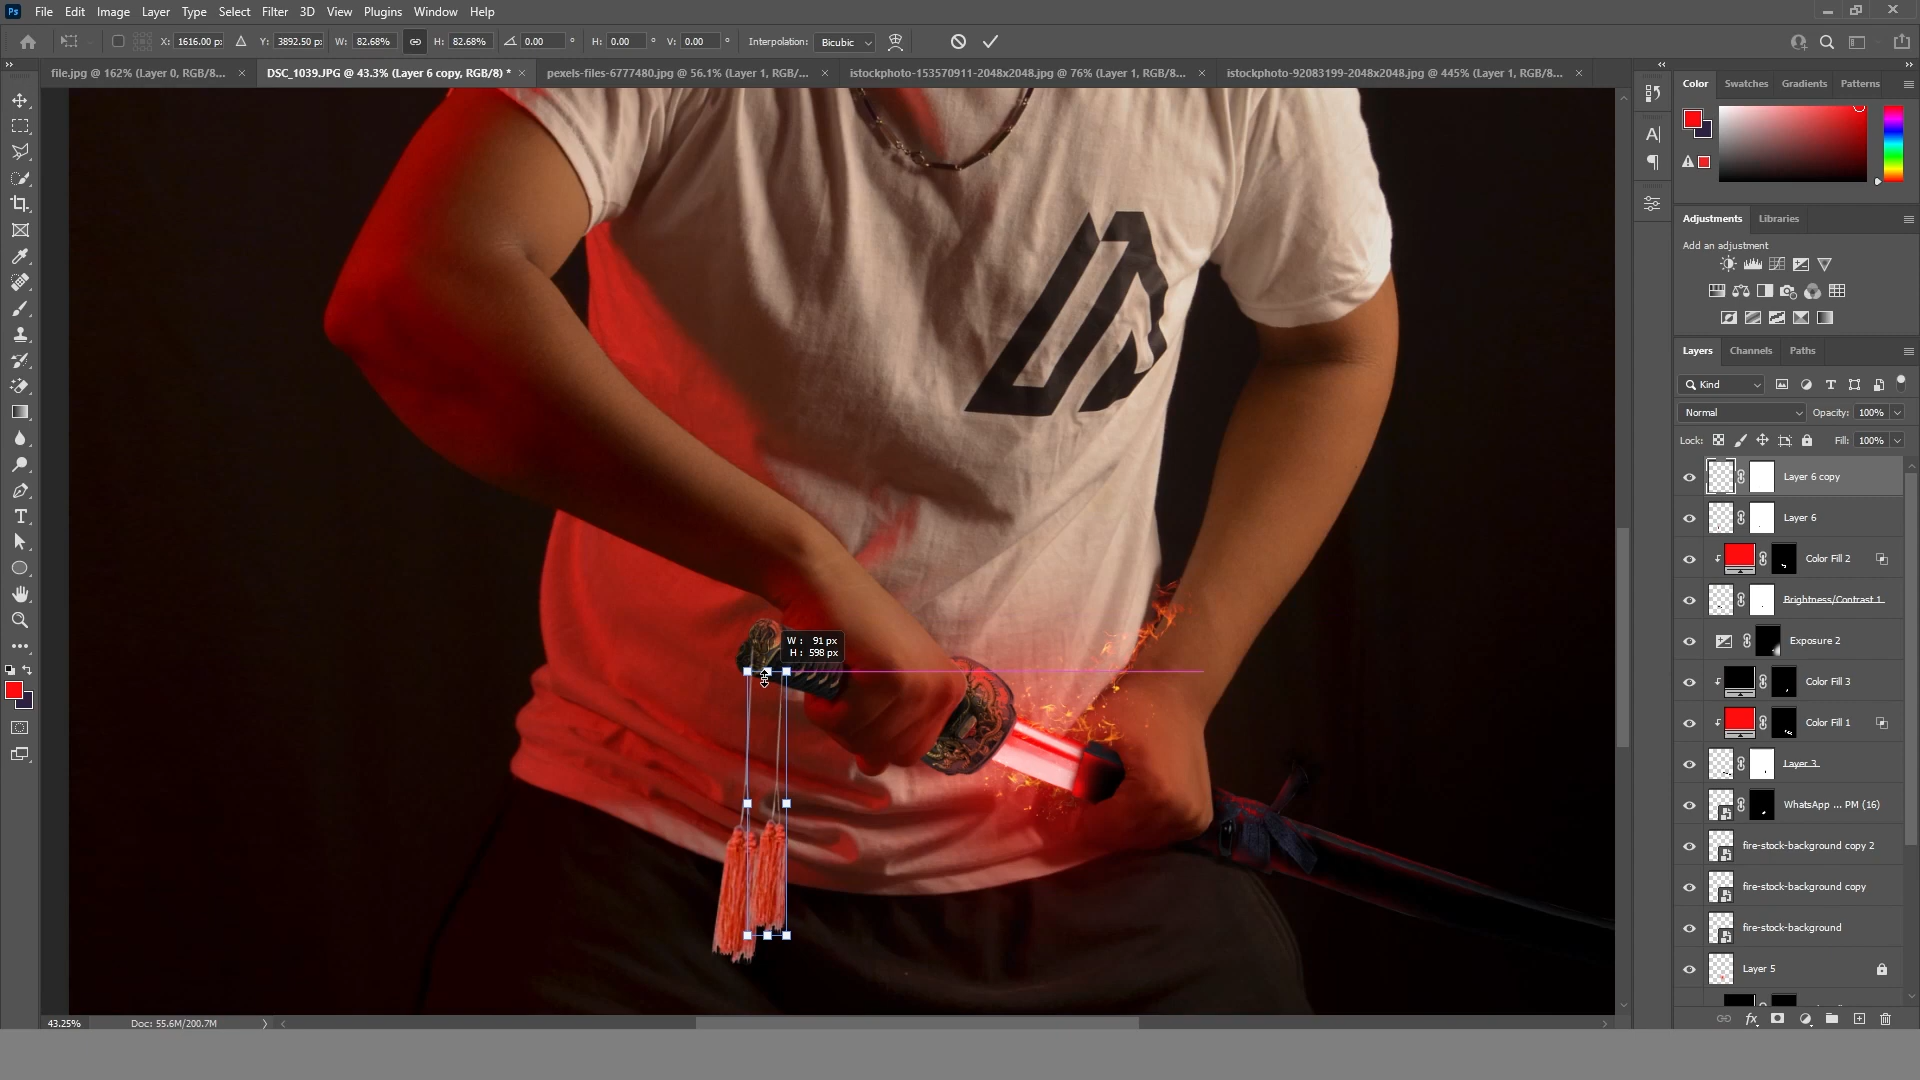 Ps File Edit Image Layer Type Select Filter 3D View Plugins Window Help
X: 1616.00 px Y: 3892.50 px W: 82.68% H: 82.68% 0.00 ° H: 0.00 ° V: 0.00 ° Interpolation: Bicubic
file.jpg @ 162% (Layer 0, RGB/8... × DSC_1039.JPG @ 43.3% (Layer 6 copy, RGB/8) * × pexels-files-6777480.jpg @ 56.1% (Layer 1, RGB/... × istockphoto-153570911-2048x2048.jpg @ 76% (Layer 1, RGB/8... × istockphoto-92083199-2048x2048.jpg @ 445% (Layer 1, RGB/8... ×
Color Swatches Gradients Patterns
Adjustments Libraries
Add an adjustment
Layers Channels Paths
Kind
Normal Opacity: 100%
Lock: Fill: 100%
Layer 6 copy
Layer 6
Color Fill 2
Brightness/Contrast 1
Exposure 2
Color Fill 3
Color Fill 1
Layer 3
WhatsApp ... PM (16)
fire-stock-background copy 2
fire-stock-background copy
fire-stock-background
Layer 5
W : 91 px
H : 598 px
43.25% Doc: 55.6M/200.7M